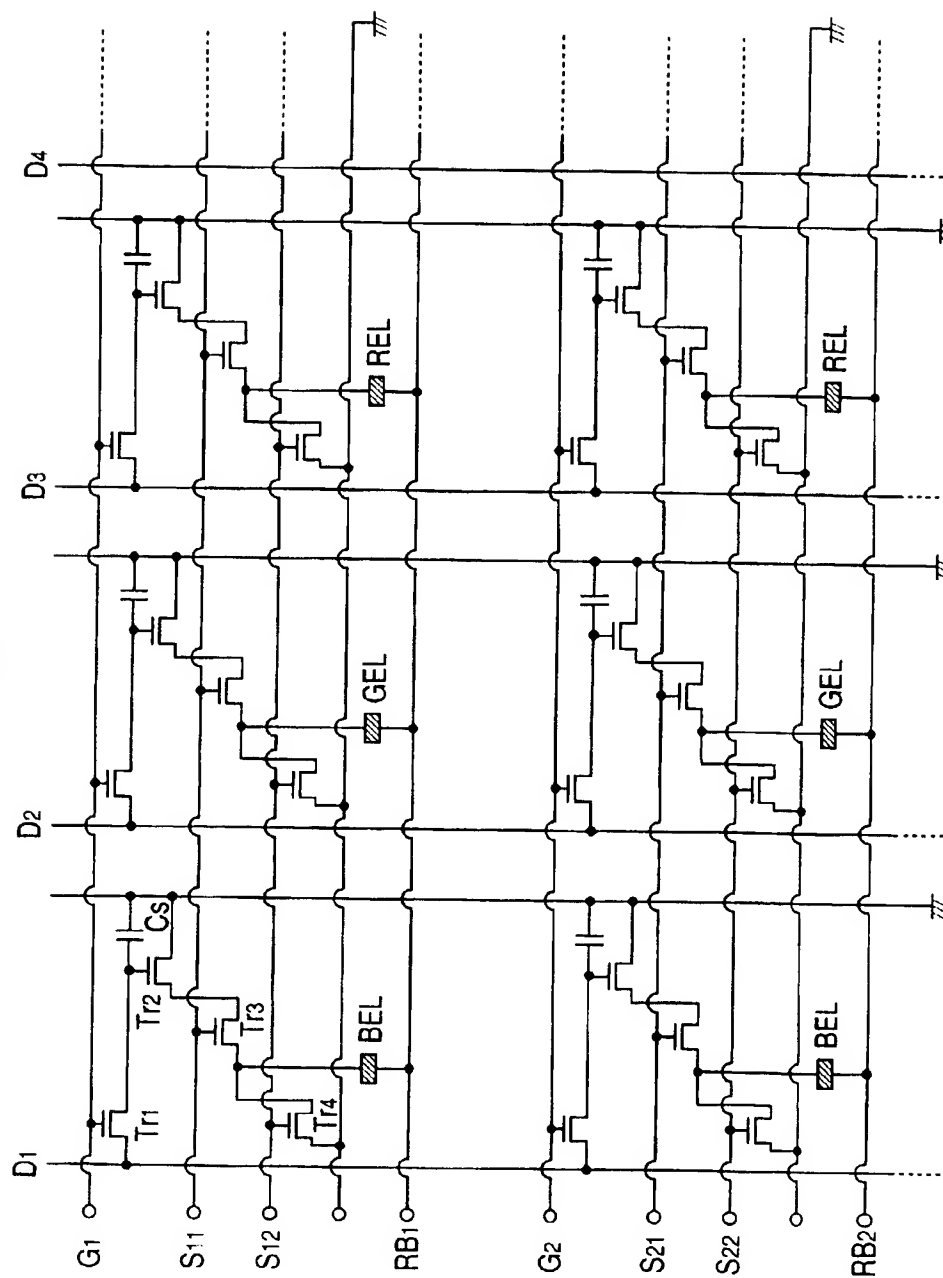 D1 D2 D3 D4
G1
Cs
Tr1 Tr2
S11
Tr3
S12
Tr4
BEL GEL REL
RB1
G2
S21
S22
BEL GEL REL
RB2